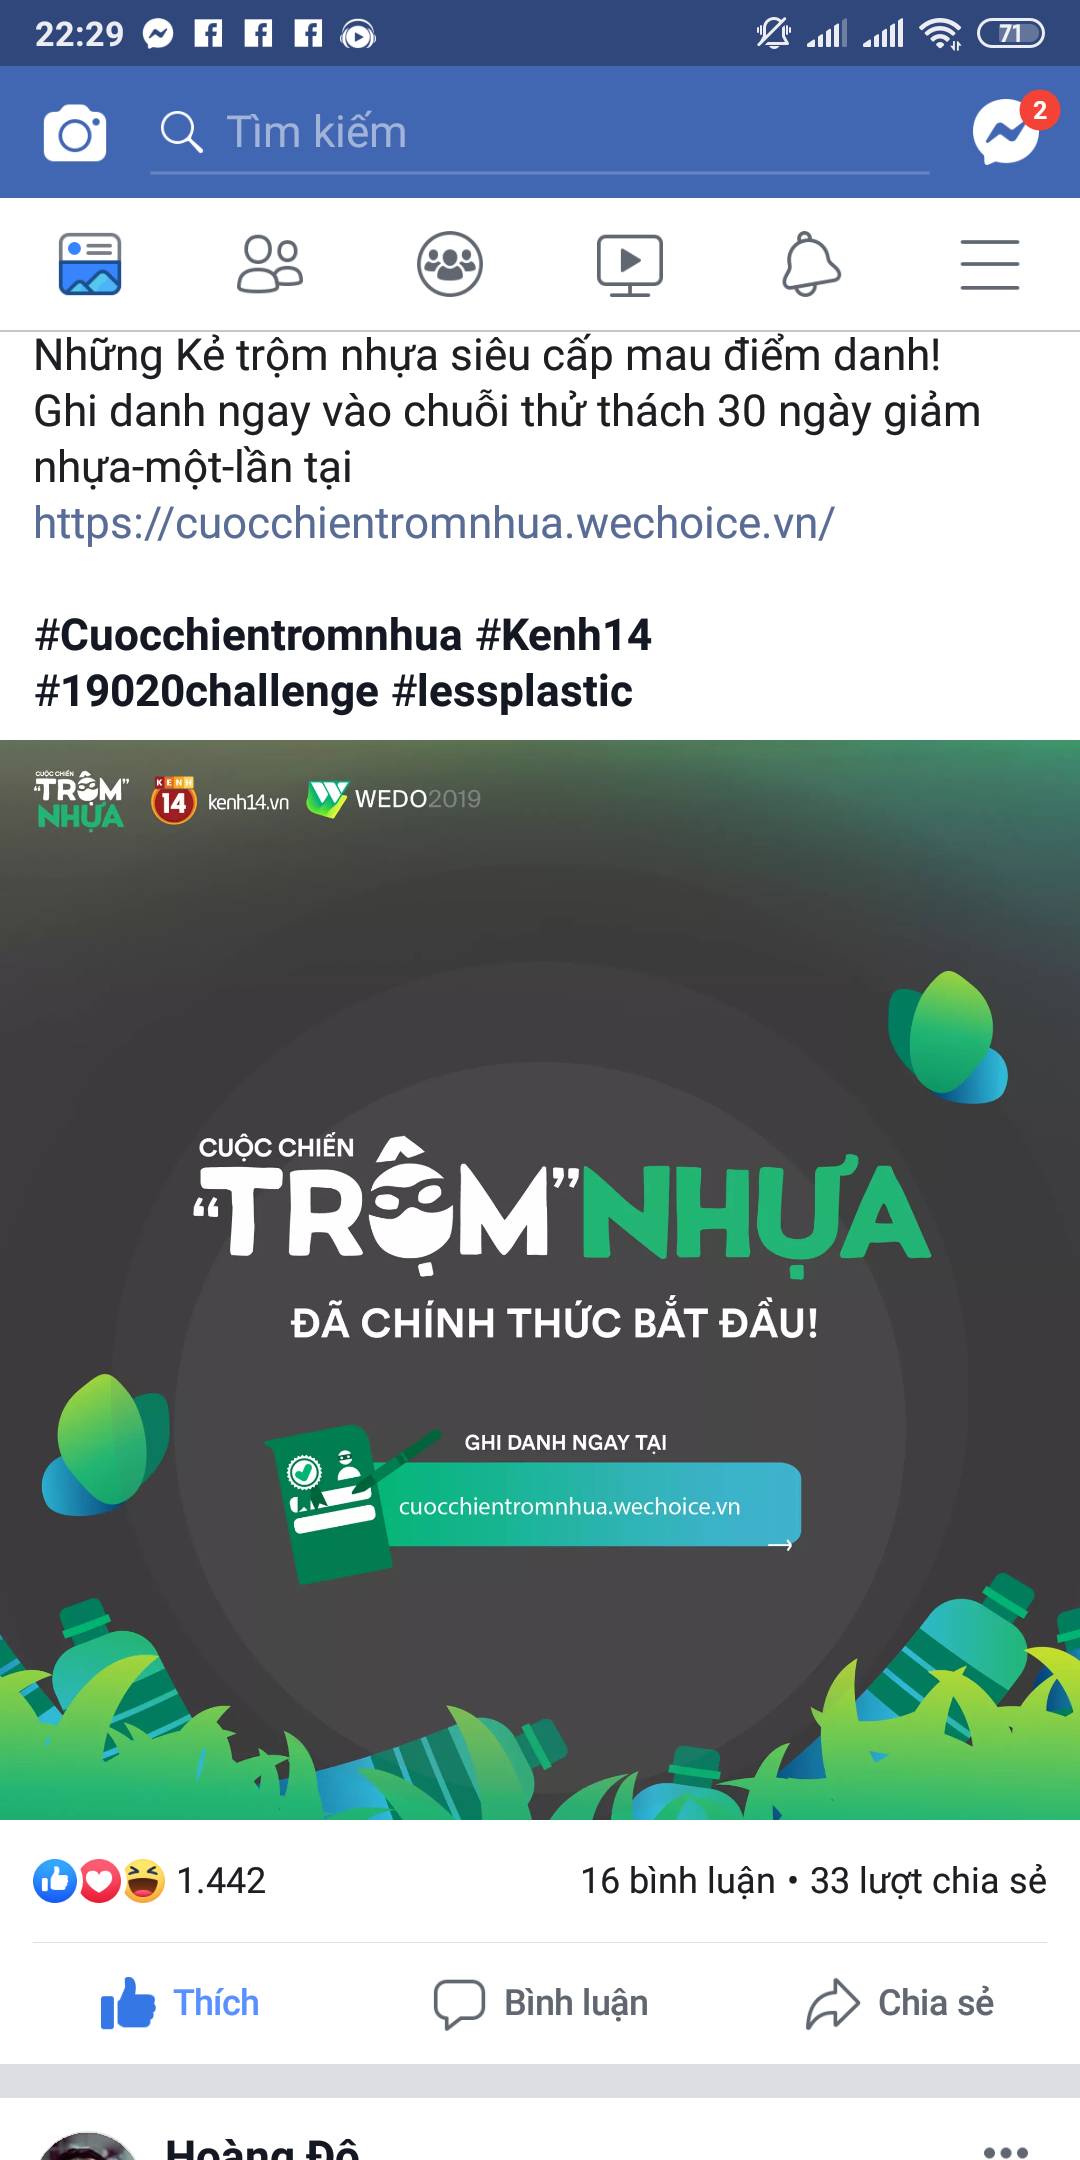 22:29
71
Tìm kiếm
2
Những Kẻ trộm nhựa siêu cấp mau điểm danh!
Ghi danh ngay vào chuỗi thử thách 30 ngày giảm
nhựa-một-lần tại
https://cuocchientromnhua.wechoice.vn/
#Cuocchientromnhua #Kenh14
#19020challenge #lessplastic
CUỘC CHIẾN
"TRỘM"
NHỰA
KENH
14
kenh14.vn
WEDO2019
CUỘC CHIẾN
"TRỘM" NHỰA
ĐÃ CHÍNH THỨC BẮT ĐẦU!
GHI DANH NGAY TẠI
cuocchientromnhua.wechoice.vn
1.442
16 bình luận • 33 lượt chia sẻ
Thích
Bình luận
Chia sẻ
Hoàng Đô